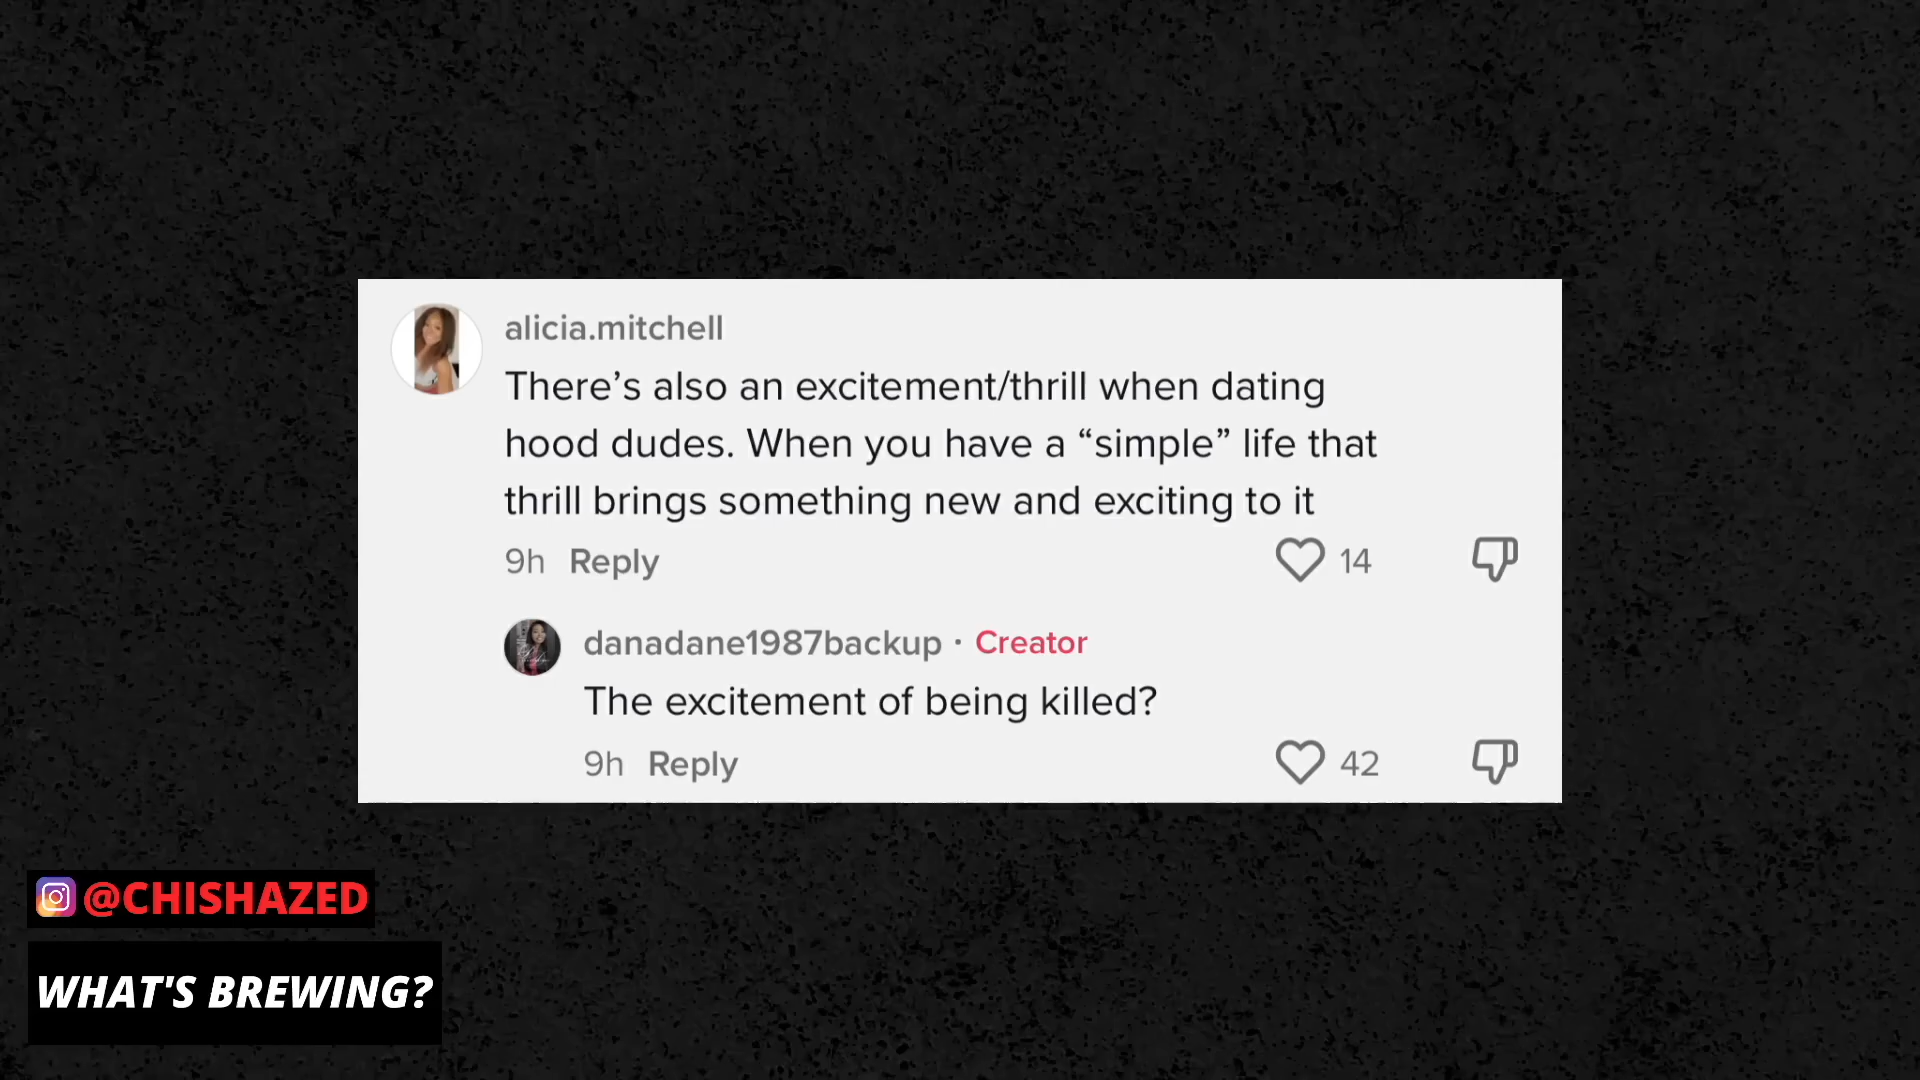 alicia.mitchell
There’s also an excitement/thrill when dating
hood dudes. When you have a “simple” life that
thrill brings something new and exciting to it
9h Reply 14
danadane1987backup · Creator
The excitement of being killed?
9h Reply 42
@CHISHAZED
WHAT'S BREWING?